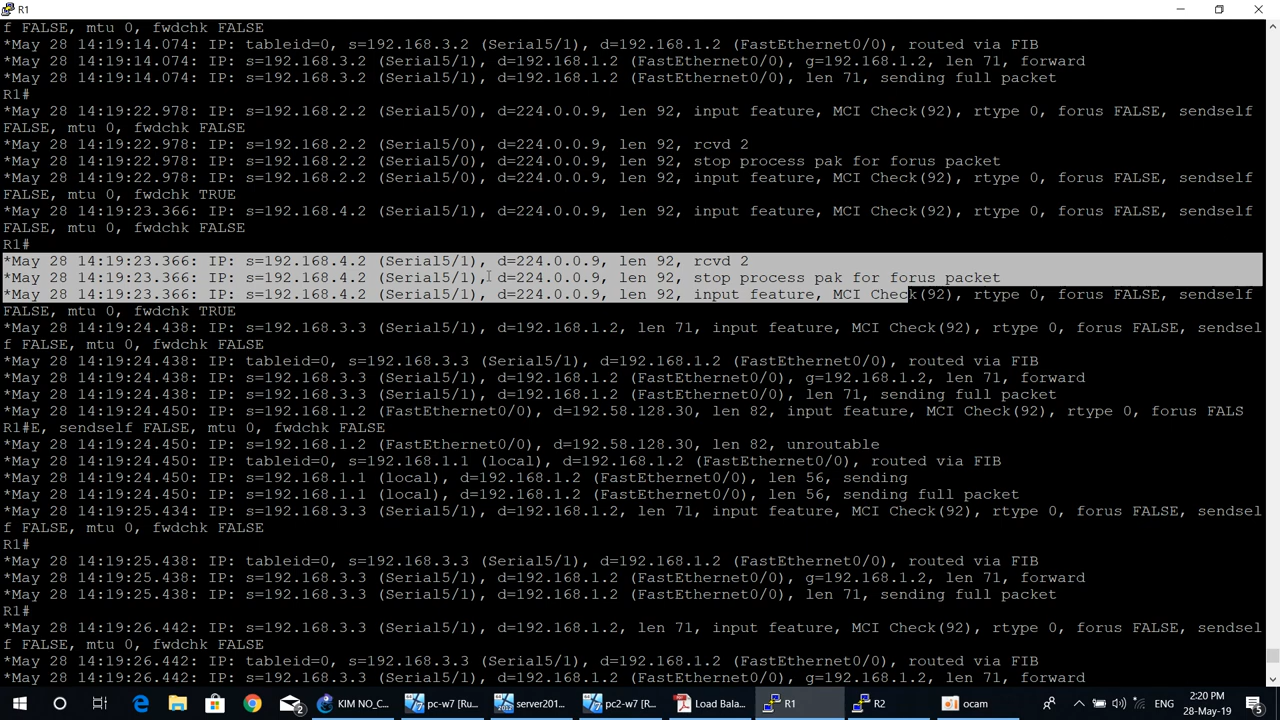 R1
f FALSE, mtu 0, fwdchk FALSE
*May 28 14:19:14.074: IP: tableid=0, s=192.168.3.2 (Serial5/1), d=192.168.1.2 (FastEthernet0/0), routed via FIB
*May 28 14:19:14.074: IP: s=192.168.3.2 (Serial5/1), d=192.168.1.2 (FastEthernet0/0), g=192.168.1.2, len 71, forward
*May 28 14:19:14.074: IP: s=192.168.3.2 (Serial5/1), d=192.168.1.2 (FastEthernet0/0), len 71, sending full packet
R1#
*May 28 14:19:22.978: IP: s=192.168.2.2 (Serial5/0), d=224.0.0.9, len 92, input feature, MCI Check(92), rtype 0, forus FALSE, sendself
FALSE, mtu 0, fwdchk FALSE
*May 28 14:19:22.978: IP: s=192.168.2.2 (Serial5/0), d=224.0.0.9, len 92, rcvd 2
*May 28 14:19:22.978: IP: s=192.168.2.2 (Serial5/0), d=224.0.0.9, len 92, stop process pak for forus packet
*May 28 14:19:22.978: IP: s=192.168.2.2 (Serial5/0), d=224.0.0.9, len 92, input feature, MCI Check(92), rtype 0, forus FALSE, sendself
FALSE, mtu 0, fwdchk TRUE
*May 28 14:19:23.366: IP: s=192.168.4.2 (Serial5/1), d=224.0.0.9, len 92, input feature, MCI Check(92), rtype 0, forus FALSE, sendself
FALSE, mtu 0, fwdchk FALSE
R1#
*May 28 14:19:23.366: IP: s=192.168.4.2 (Serial5/1), d=224.0.0.9, len 92, rcvd 2
*May 28 14:19:23.366: IP: s=192.168.4.2 (Serial5/1), d=224.0.0.9, len 92, stop process pak for forus packet
*May 28 14:19:23.366: IP: s=192.168.4.2 (Serial5/1), d=224.0.0.9, len 92, input feature, MCI Check(92), rtype 0, forus FALSE, sendself
FALSE, mtu 0, fwdchk TRUE
*May 28 14:19:24.438: IP: s=192.168.3.3 (Serial5/1), d=192.168.1.2, len 71, input feature, MCI Check(92), rtype 0, forus FALSE, sendsel
f FALSE, mtu 0, fwdchk FALSE
*May 28 14:19:24.438: IP: tableid=0, s=192.168.3.3 (Serial5/1), d=192.168.1.2 (FastEthernet0/0), routed via FIB
*May 28 14:19:24.438: IP: s=192.168.3.3 (Serial5/1), d=192.168.1.2 (FastEthernet0/0), g=192.168.1.2, len 71, forward
*May 28 14:19:24.438: IP: s=192.168.3.3 (Serial5/1), d=192.168.1.2 (FastEthernet0/0), len 71, sending full packet
*May 28 14:19:24.450: IP: s=192.168.1.2 (FastEthernet0/0), d=192.58.128.30, len 82, input feature, MCI Check(92), rtype 0, forus FALS
R1#E, sendself FALSE, mtu 0, fwdchk FALSE
*May 28 14:19:24.450: IP: s=192.168.1.2 (FastEthernet0/0), d=192.58.128.30, len 82, unroutable
*May 28 14:19:24.450: IP: tableid=0, s=192.168.1.1 (local), d=192.168.1.2 (FastEthernet0/0), routed via FIB
*May 28 14:19:24.450: IP: s=192.168.1.1 (local), d=192.168.1.2 (FastEthernet0/0), len 56, sending
*May 28 14:19:24.450: IP: s=192.168.1.1 (local), d=192.168.1.2 (FastEthernet0/0), len 56, sending full packet
*May 28 14:19:25.434: IP: s=192.168.3.3 (Serial5/1), d=192.168.1.2, len 71, input feature, MCI Check(92), rtype 0, forus FALSE, sendsel
f FALSE, mtu 0, fwdchk FALSE
R1#
*May 28 14:19:25.438: IP: tableid=0, s=192.168.3.3 (Serial5/1), d=192.168.1.2 (FastEthernet0/0), routed via FIB
*May 28 14:19:25.438: IP: s=192.168.3.3 (Serial5/1), d=192.168.1.2 (FastEthernet0/0), g=192.168.1.2, len 71, forward
*May 28 14:19:25.438: IP: s=192.168.3.3 (Serial5/1), d=192.168.1.2 (FastEthernet0/0), len 71, sending full packet
R1#
*May 28 14:19:26.442: IP: s=192.168.3.3 (Serial5/1), d=192.168.1.2, len 71, input feature, MCI Check(92), rtype 0, forus FALSE, sendsel
f FALSE, mtu 0, fwdchk FALSE
*May 28 14:19:26.442: IP: tableid=0, s=192.168.3.3 (Serial5/1), d=192.168.1.2 (FastEthernet0/0), routed via FIB
*May 28 14:19:26.442: IP: s=192.168.3.3 (Serial5/1), d=192.168.1.2 (FastEthernet0/0), g=192.168.1.2, len 71, forward
KIM NO_C... pc-w7 [Ru... server201... pc2-w7 [R... Load Bala... R1 R2 ocam 2:20 PM
28-May-19